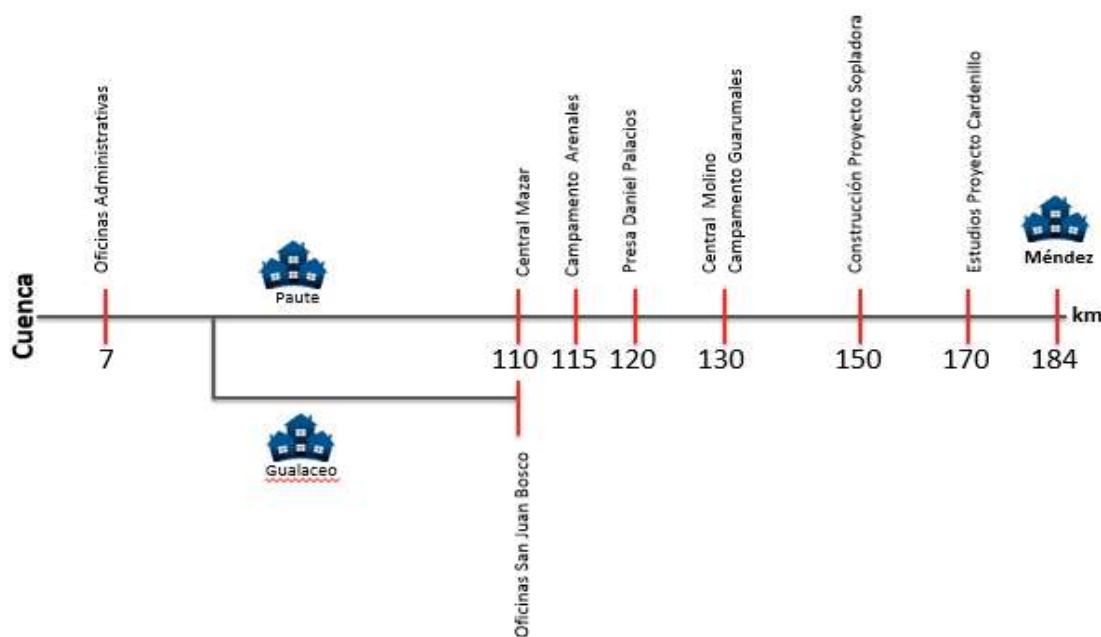 Cuenca
Oficinas Administrativas
Paute
Central Mazar
Campamento Arenales
Presa Daniel Palacios
Central Molino
Campamento Guarumales
Construcción Proyecto Sopladora
Estudios Proyecto Cardenillo
Méndez
km
7
110
115
120
130
150
170
184
Gualaceo
Oficinas San Juan Bosco